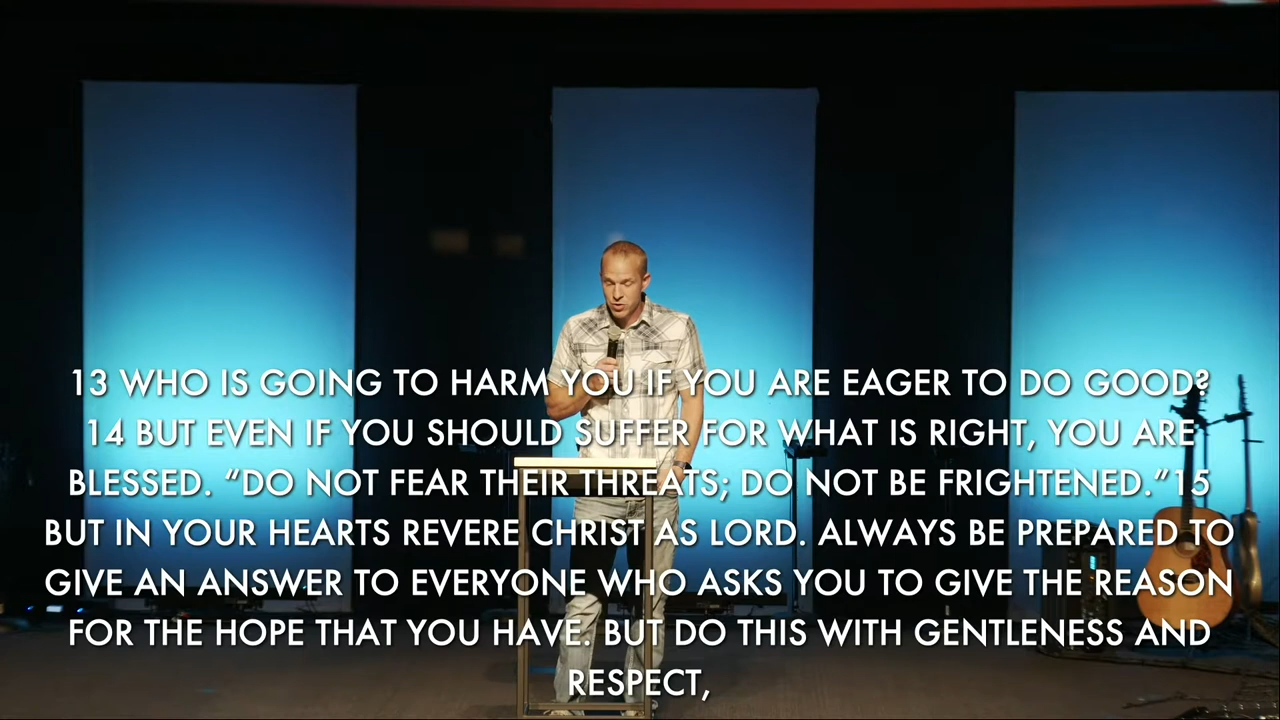 13 WHO IS GOING TO HARM YOU IF YOU ARE EAGER TO DO GOOD?
14 BUT EVEN IF YOU SHOULD SUFFER FOR WHAT IS RIGHT, YOU ARE
BLESSED. “DO NOT FEAR THEIR THREATS; DO NOT BE FRIGHTENED.”15
BUT IN YOUR HEARTS REVERE CHRIST AS LORD. ALWAYS BE PREPARED TO
GIVE AN ANSWER TO EVERYONE WHO ASKS YOU TO GIVE THE REASON
FOR THE HOPE THAT YOU HAVE. BUT DO THIS WITH GENTLENESS AND
RESPECT,